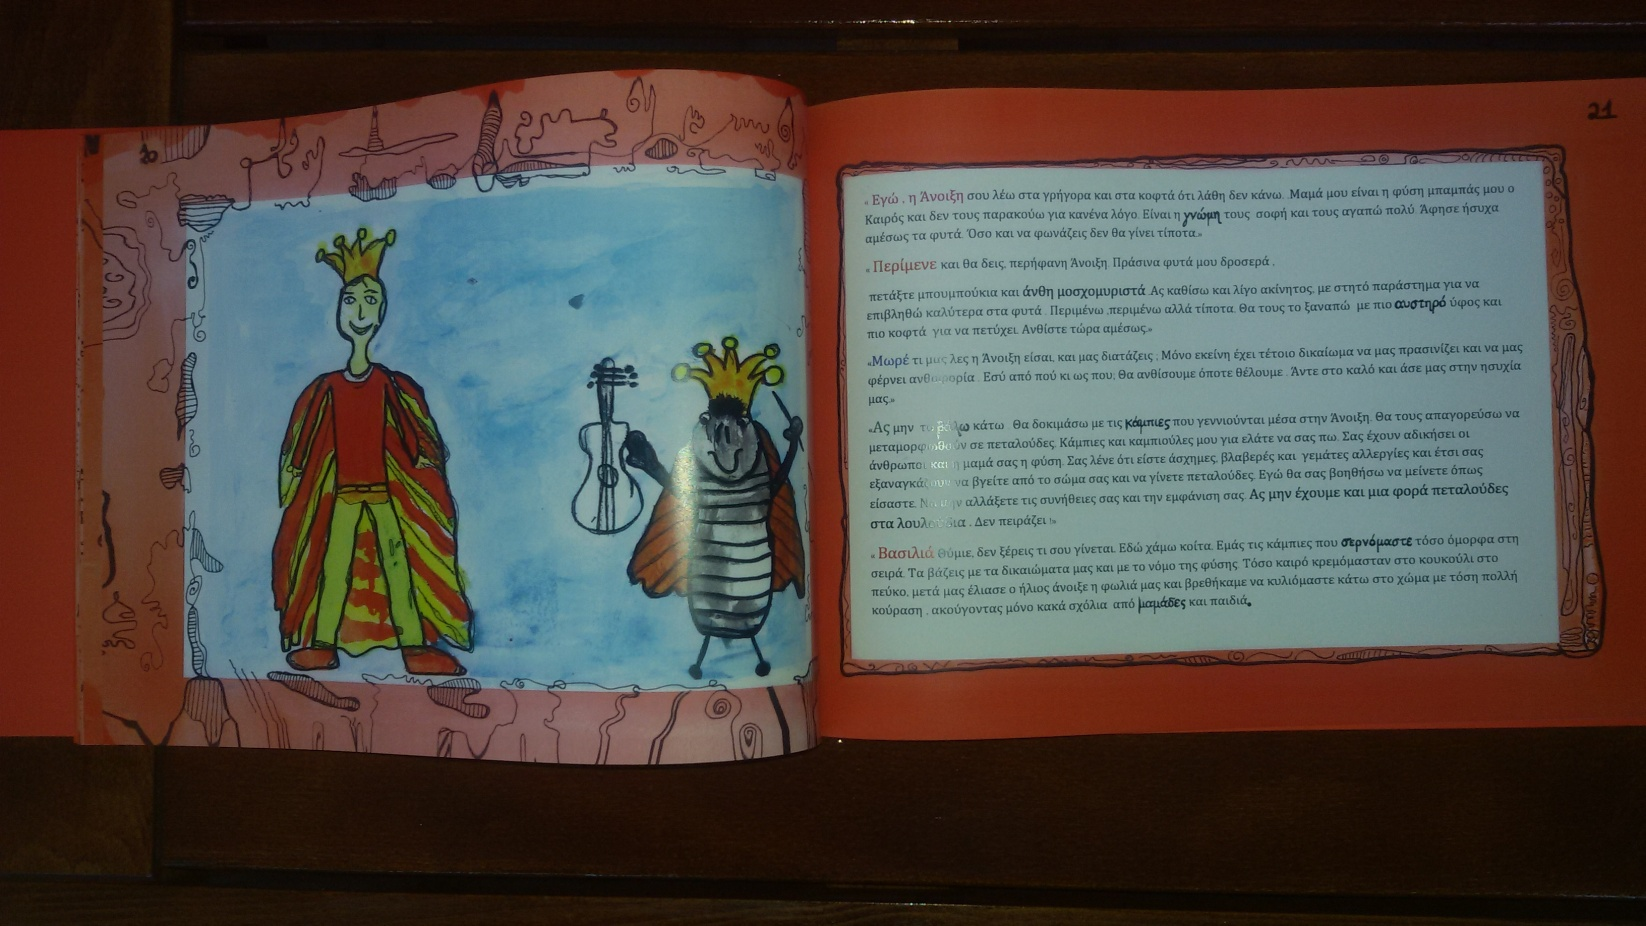 20
21
« Εγώ , η Άνοιξη σου λέω στα γρήγορα και στα κοφτά ότι λάθη δεν κάνω. Μαμά μου είναι η φύση μπαμπάς μου ο
Καιρός και δεν τους παρακούω για κανένα λόγο. Είναι η γνώμη τους σοφή και τους αγαπώ πολύ. Άφησε ήσυχα
αμέσως τα φυτά. Όσο και να φωνάζεις δεν θα γίνει τίποτα.»
« Περίμενε και θα δεις, περήφανη Άνοιξη. Πράσινα φυτά μου δροσερά ,
πετάξτε μπουμπούκια και άνθη μοσχομυριστά .Ας καθίσω και λίγο ακίνητος, με στητό παράστημα για να
επιβληθώ καλύτερα στα φυτά . Περιμένω ,περιμένω αλλά τίποτα. Θα τους το ξαναπώ με πιο αυστηρό ύφος και
πιο κοφτά για να πετύχει. Ανθίστε τώρα αμέσως.»
«Μωρέ τι μας λες η Άνοιξη είσαι, και μας διατάζεις ; Μόνο εκείνη έχει τέτοιο δικαίωμα να μας πρασινίζει και να μας
φέρνει ανθοφορία . Εσύ από πού κι ως που; Θα ανθίσουμε όποτε θέλουμε . Άντε στο καλό και άσε μας στην ησυχία
μας.»
«Ας μην το βάλω κάτω . Θα δοκιμάσω με τις κάμπιες που γεννιούνται μέσα στην Άνοιξη. Θα τους απαγορεύσω να
μεταμορφωθούν σε πεταλούδες. Κάμπιες και καμπιούλες μου για ελάτε να σας πω. Σας έχουν αδικήσει οι
άνθρωποι και η μαμά σας η φύση. Σας λένε ότι είστε άσχημες, βλαβερές και γεμάτες αλλεργίες και έτσι σας
εξαναγκάζουν να βγείτε από το σώμα σας και να γίνετε πεταλούδες. Εγώ θα σας βοηθήσω να μείνετε όπως
είσαστε. Να μην αλλάξετε τις συνήθειες σας και την εμφάνιση σας. Ας μην έχουμε και μια φορά πεταλούδες
στα λουλούδια . Δεν πειράζει !»
« Βασιλιά Θύμιε, δεν ξέρεις τι σου γίνεται. Εδώ χάμω κοίτα. Εμάς τις κάμπιες που σερνόμαστε τόσο όμορφα στη
σειρά. Τα βάζεις με τα δικαιώματα μας και με το νόμο της φύσης. Τόσο καιρό κρεμόμασταν στο κουκούλι στο
πεύκο, μετά μας έλιασε ο ήλιος άνοιξε η φωλιά μας και βρεθήκαμε να κυλιόμαστε κάτω στο χώμα με τόση πολλή
κούραση , ακούγοντας μόνο κακά σχόλια από μαμάδες και παιδιά.